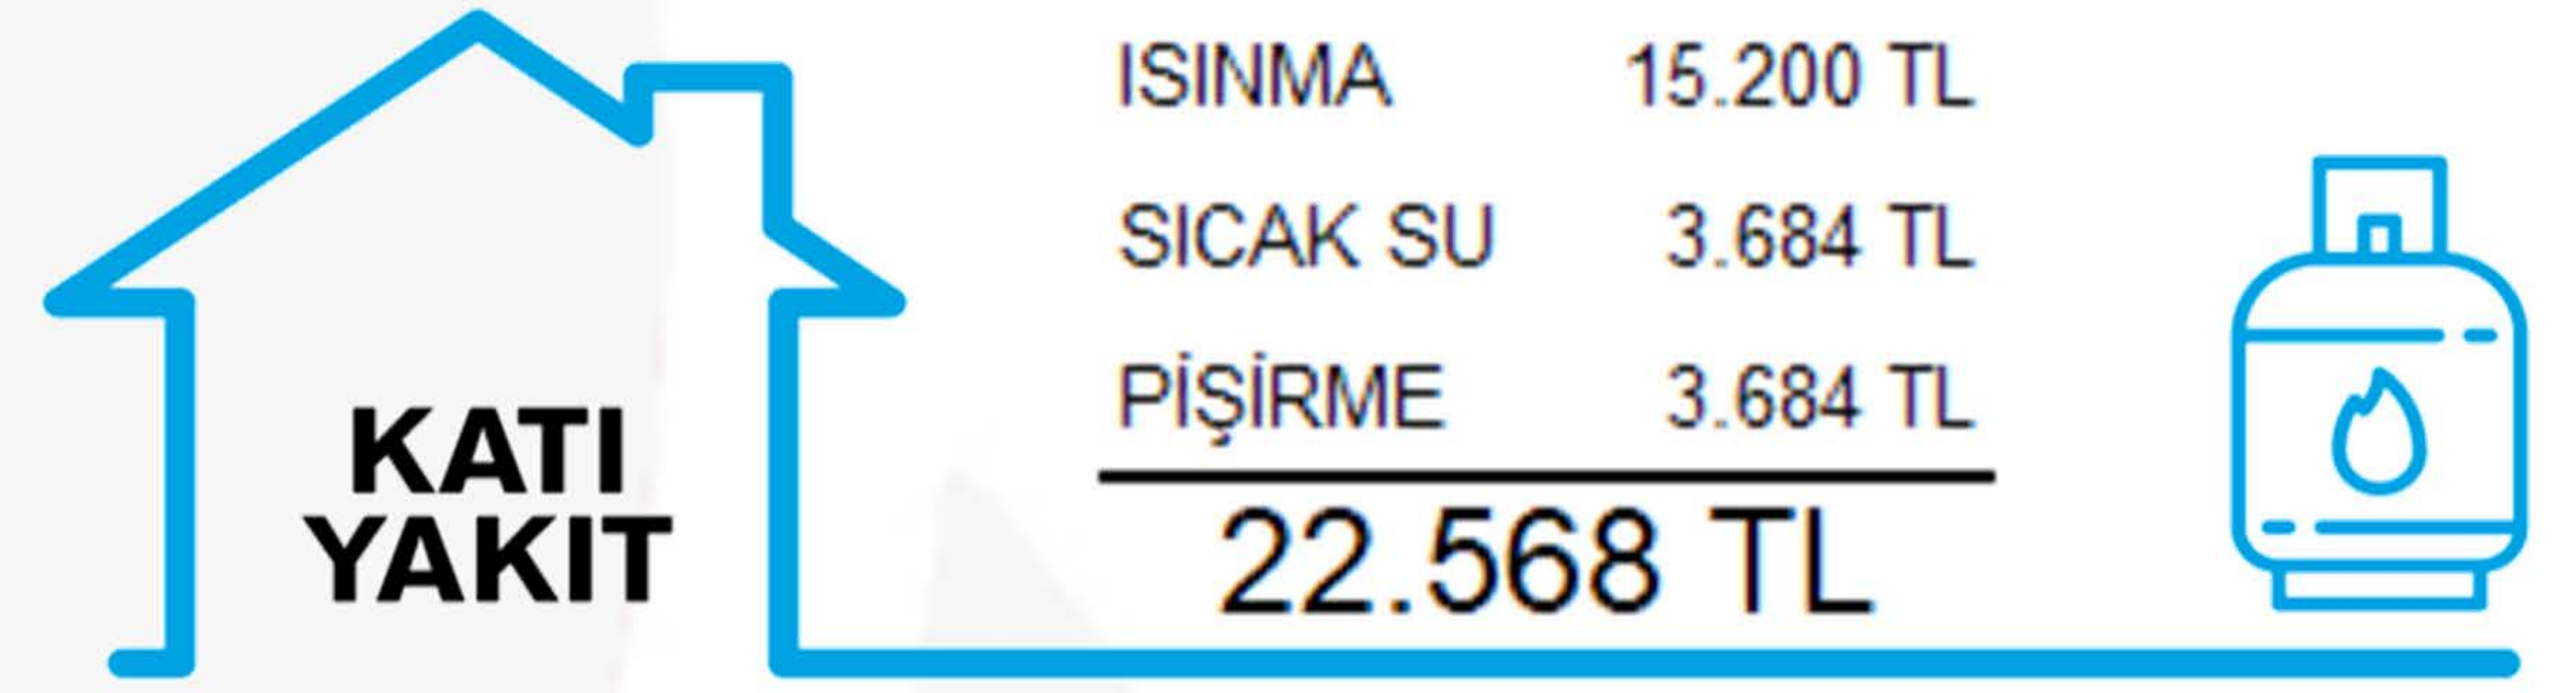 KATI
YAKIT
ISINMA 15.200 TL
SICAK SU 3.684 TL
PİŞİRME 3.684 TL
22.568 TL